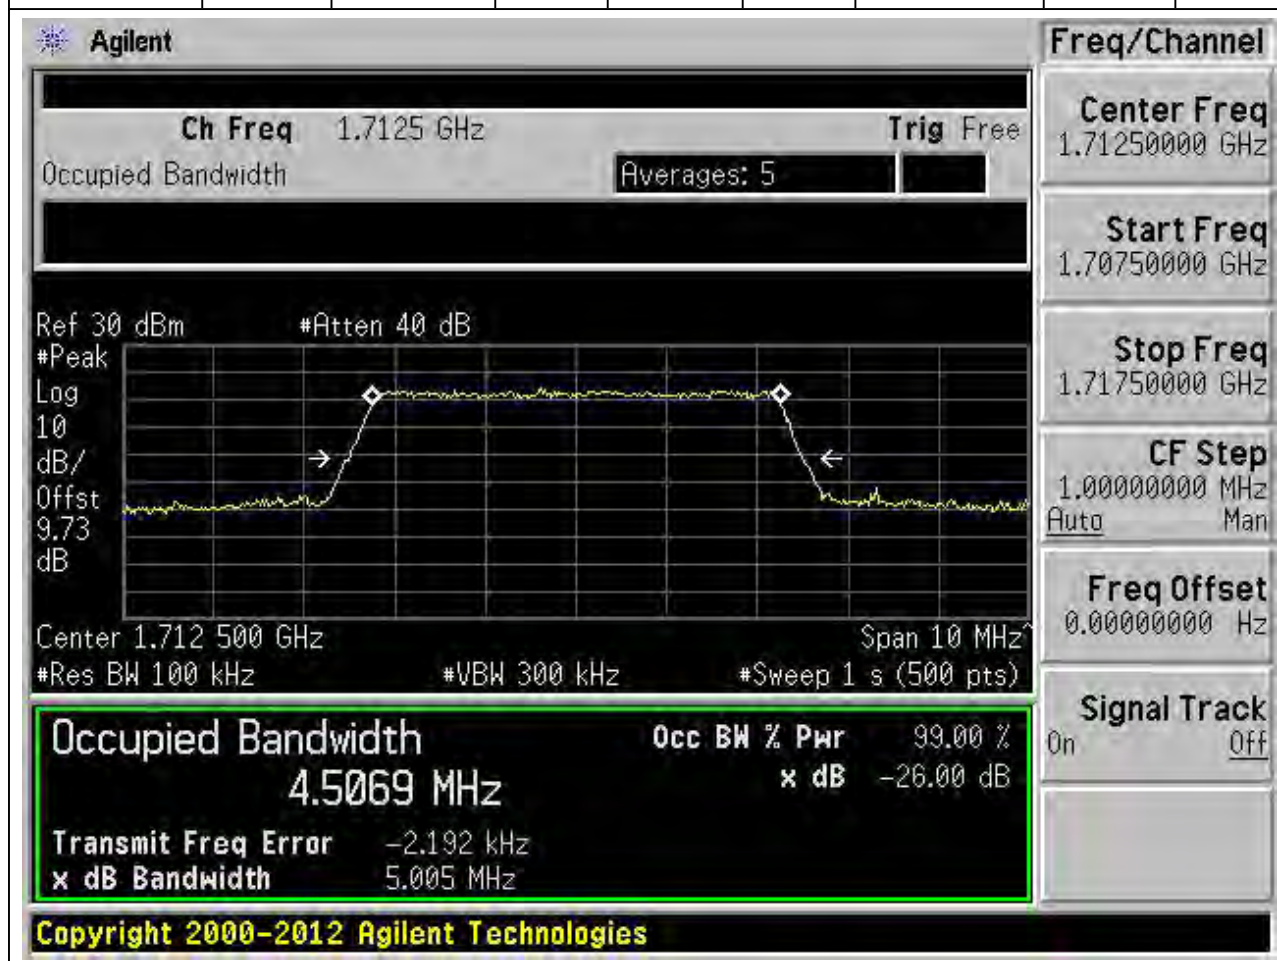 Agilent
Freq/Channel
Ch Freq 1.7125 GHz Trig Free
Occupied Bandwidth Averages: 5
Center Freq
1.71250000 GHz
Start Freq
1.70750000 GHz
Stop Freq
1.71750000 GHz
CF Step
1.00000000 MHz
Auto Man
Freq Offset
0.00000000 Hz
Signal Track
On Off
Ref 30 dBm #Atten 40 dB
#Peak
Log
10
dB/
Offst
9.73
dB
Center 1.712 500 GHz Span 10 MHz^
#Res BW 100 kHz #VBW 300 kHz #Sweep 1 s (500 pts)
Occupied Bandwidth Occ BW % Pwr 99.00 %
4.5069 MHz x dB -26.00 dB
Transmit Freq Error -2.192 kHz
x dB Bandwidth 5.005 MHz
Copyright 2000-2012 Agilent Technologies